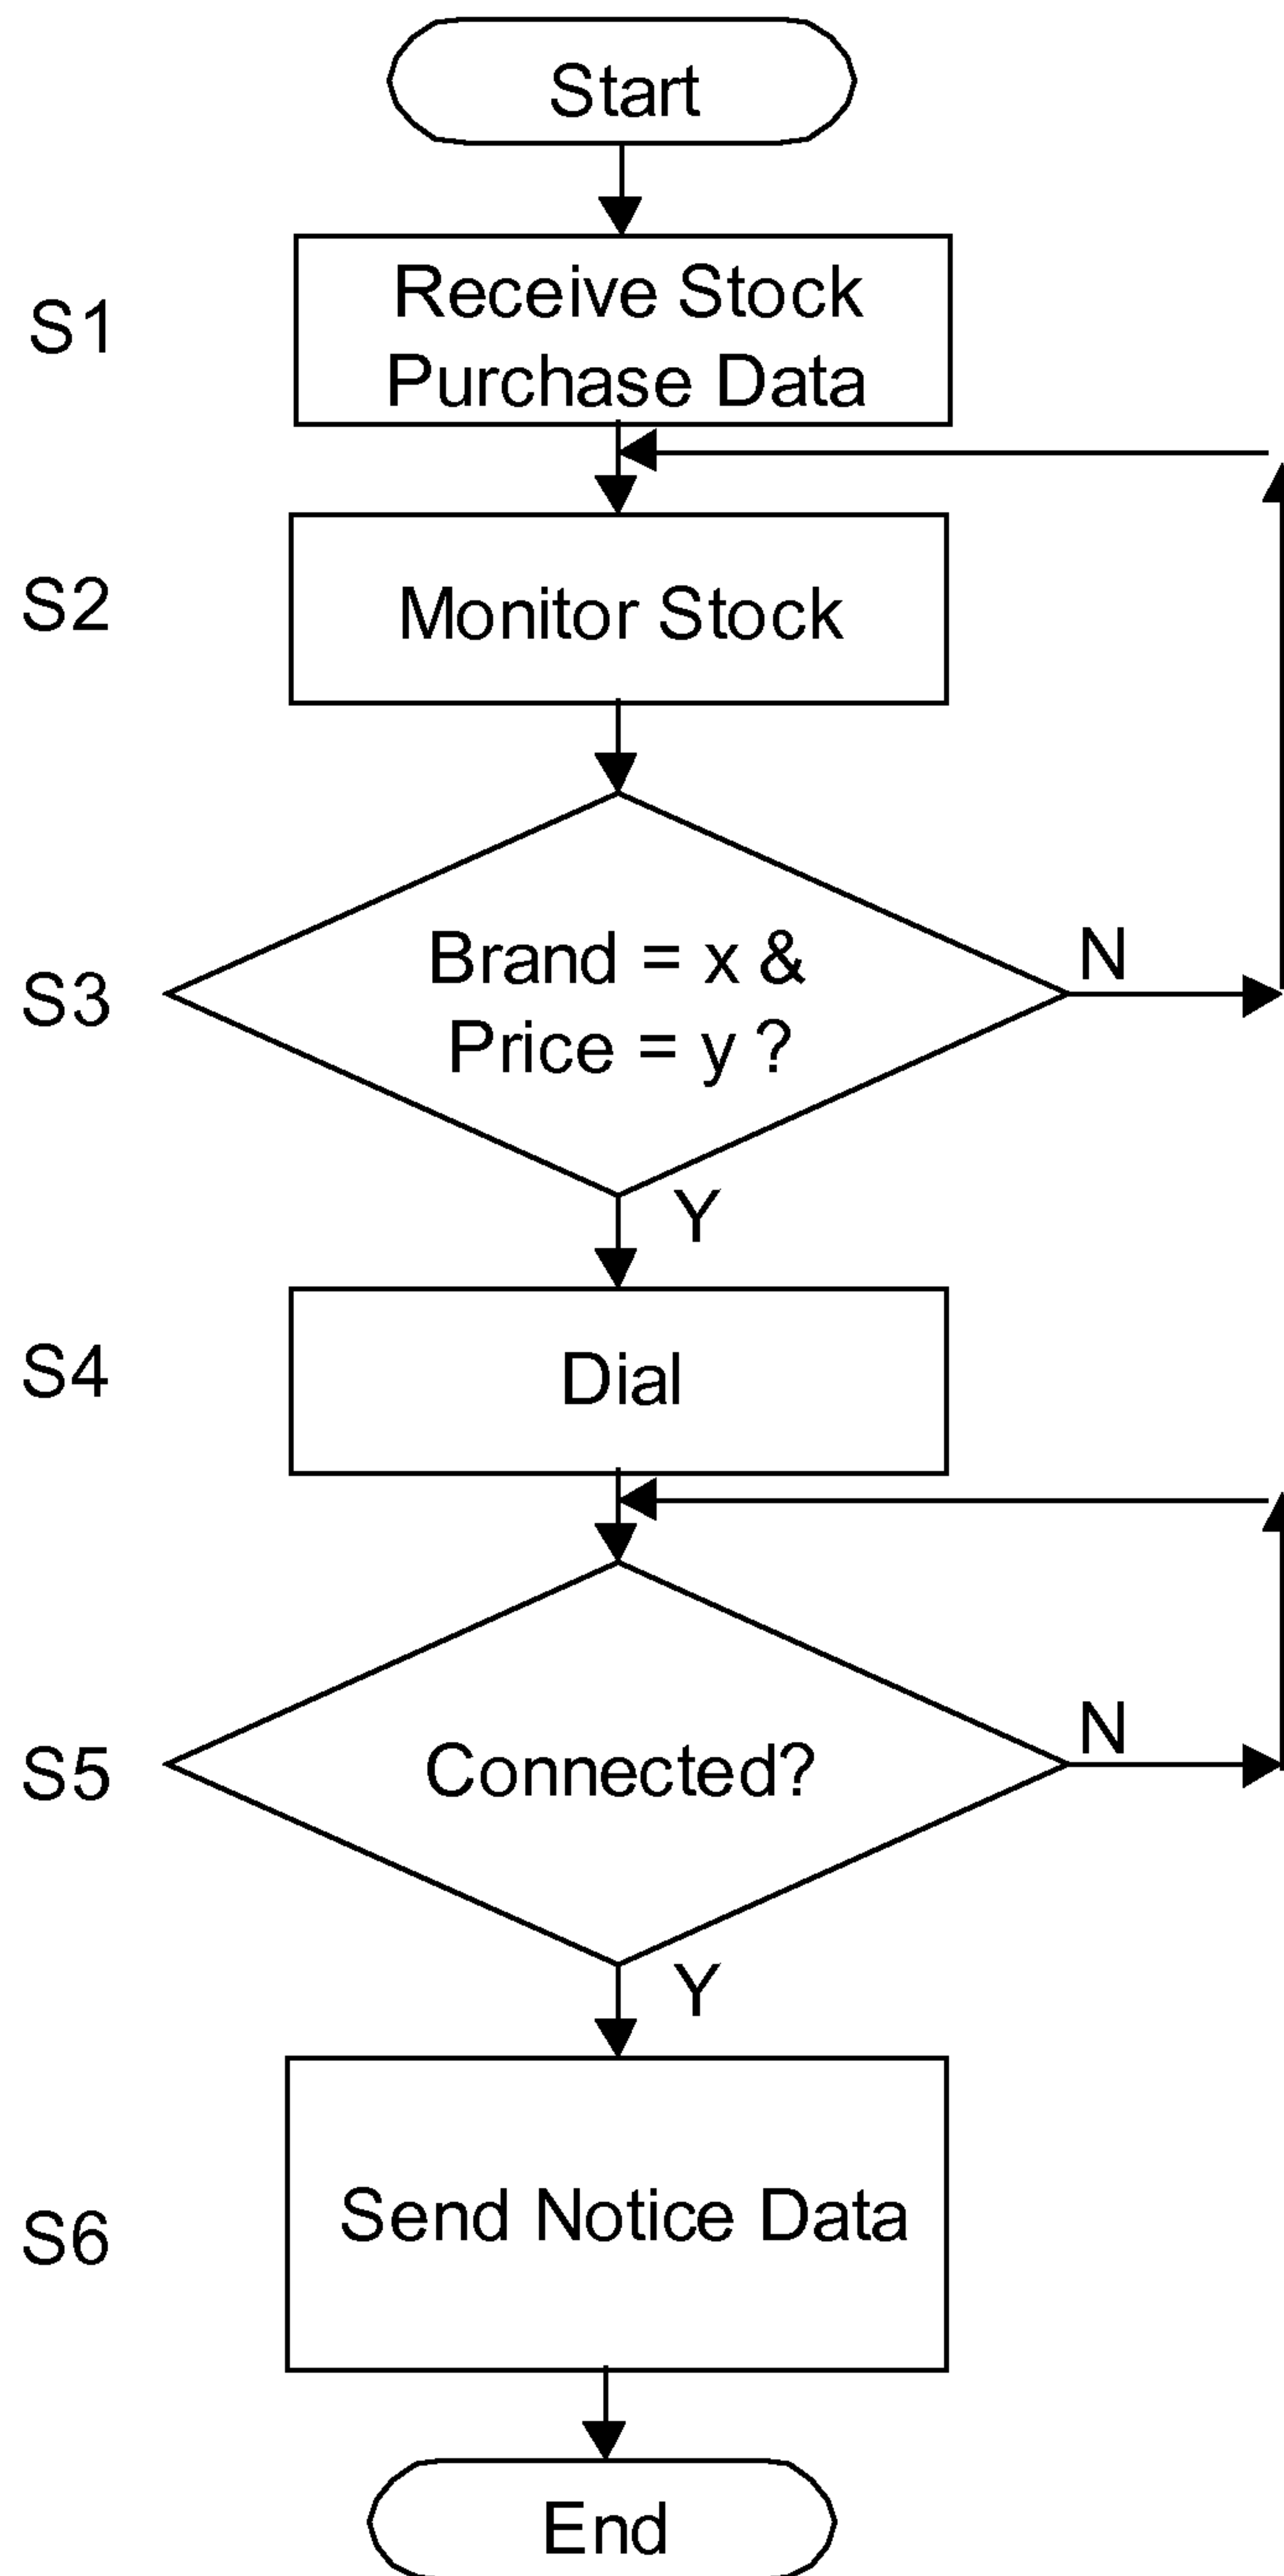 Start
S1
Receive Stock
Purchase Data
S2
Monitor Stock
S3
Brand = x &
Price = y ?
N
Y
S4
Dial
S5
Connected?
N
Y
S6
Send Notice Data
End